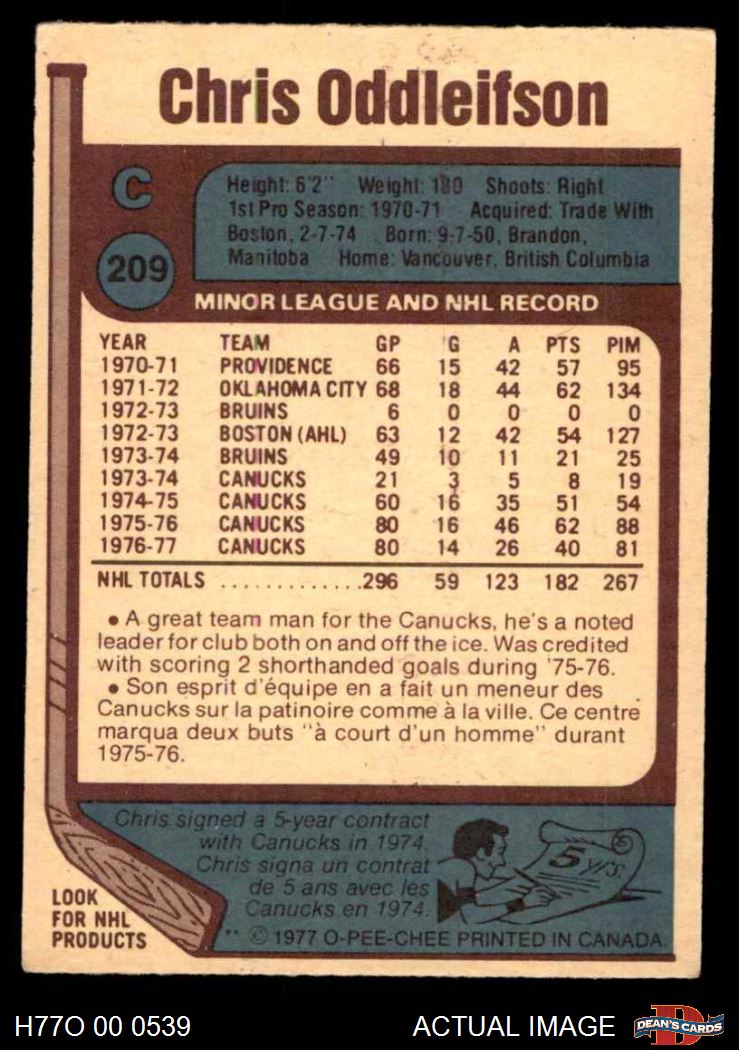 Chris Oddleifson
C
Height: 6'2" Weight: 180 Shoots: Right
1st Pro Season: 1970-71 Acquired: Trade With
Boston, 2-7-74 Born: 9-7-50, Brandon,
Manitoba Home: Vancouver, British Columbia
209
MINOR LEAGUE AND NHL RECORD
YEAR TEAM GP G A PTS PIM
1970-71 PROVIDENCE 66 15 42 57 95
1971-72 OKLAHOMA CITY 68 18 44 62 134
1972-73 BRUINS 6 0 0 0 0
1972-73 BOSTON (AHL) 63 12 42 54 127
1973-74 BRUINS 49 10 11 21 25
1973-74 CANUCKS 21 3 5 8 19
1974-75 CANUCKS 60 16 35 51 54
1975-76 CANUCKS 80 16 46 62 88
1976-77 CANUCKS 80 14 26 40 81
NHL TOTALS .............296 59 123 182 267
• A great team man for the Canucks, he's a noted
leader for club both on and off the ice. Was credited
with scoring 2 shorthanded goals during '75-76.
• Son esprit d'équipe en a fait un meneur des
Canucks sur la patinoire comme à la ville. Ce centre
marqua deux buts "à court d'un homme" durant
1975-76.
Chris signed a 5-year contract
with Canucks in 1974.
Chris signa un contrat
de 5 ans avec les
Canucks en 1974.
5 yrs.
LOOK
FOR NHL
PRODUCTS
** © 1977 O-PEE-CHEE PRINTED IN CANADA.
H77O 00 0539 ACTUAL IMAGE
D
DEAN'S CARDS